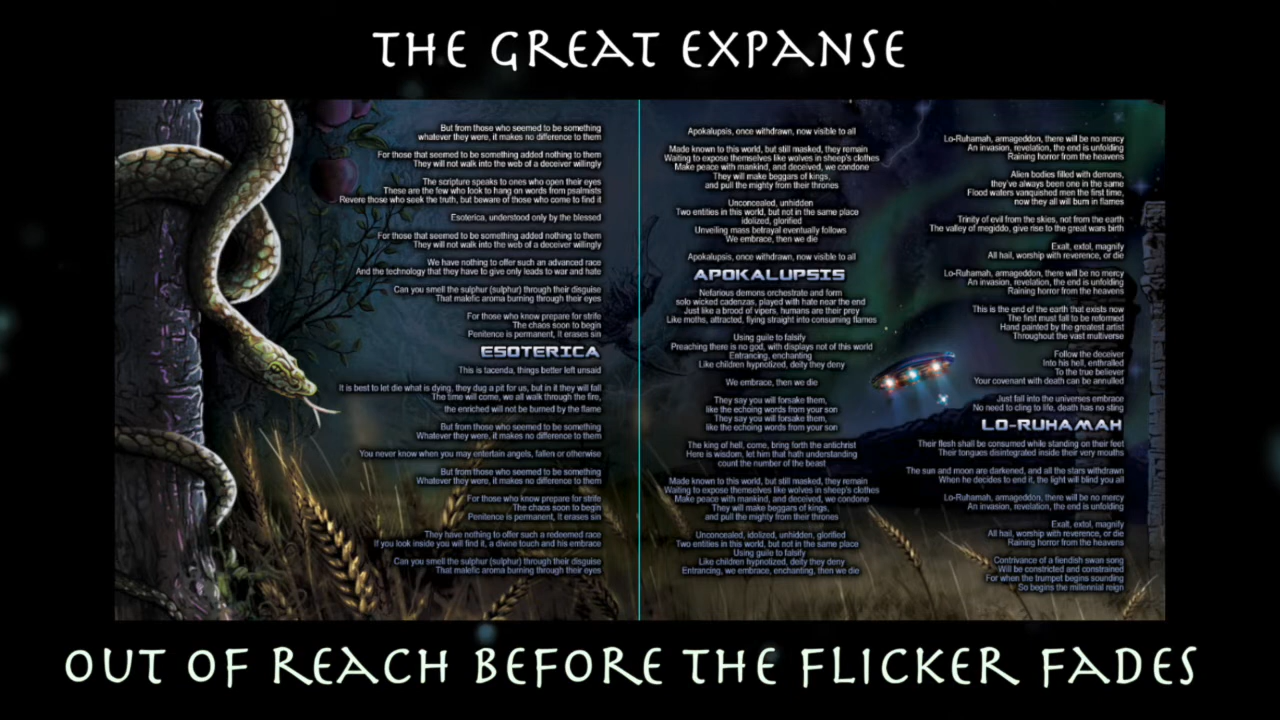 THE GREAT EXPANSE
But from those who seemed to be something
whatever they were, it makes no difference to them
For those that seemed to be something added nothing to them
They will not walk into the web of a deceiver willingly
The scripture speaks to ones who open their eyes
These are the few who look to hang on words from psalmists
Revere those who seek the truth, but beware of those who come to find it
Esoterica, understood only by the blessed
For those that seemed to be something added nothing to them
They will not walk into the web of a deceiver willingly
We have nothing to offer such an advanced race
And the technology that they have to give only leads to war and hate
Can you smell the sulphur (sulphur) through their disguise
That malefic aroma burning through their eyes
For those who know prepare for strife
The chaos soon to begin
Penitence is permanent, it erases sin
ESOTERICA
This is tacenda, things better left unsaid
It is best to let die what is dying, they dug a pit for us, but in it they will fall
The time will come, we all walk through the fire,
the enriched will not be burned by the flame
But from those who seemed to be something
Whatever they were, it makes no difference to them
You never know when you may entertain angels, fallen or otherwise
But from those who seemed to be something
Whatever they were, it makes no difference to them
For those who know prepare for strife
The chaos soon to begin
Penitence is permanent, it erases sin
They have nothing to offer such a redeemed race
If you look inside you will find it, a divine touch and his embrace
Can you smell the sulphur (sulphur) through their disguise
That malefic aroma burning through their eyes
Apokalupsis, once withdrawn, now visible to all
Made known to this world, but still masked, they remain
Waiting to expose themselves like wolves in sheep's clothes
Make peace with mankind, and deceived, we condone
They will make beggars of kings,
and pull the mighty from their thrones
Unconcealed, unhidden
Two entities in this world, but not in the same place
idolized, glorified
Unveiling mass betrayal eventually follows
We embrace, then we die
Apokalupsis, once withdrawn, now visible to all
APOKALUPSIS
Nefarious demons orchestrate and form
solo wicked cadenzas, played with hate near the end
Just like a brood of vipers, humans are their prey
Like moths, attracted, flying straight into consuming flames
Using guile to falsify
Preaching there is no god, with displays not of this world
Entrancing, enchanting
Like children hypnotized, deity they deny
We embrace, then we die
They say you will forsake them,
like the echoing words from your son
They say you will forsake them,
like the echoing words from your son
The king of hell, come, bring forth the antichrist
Here is wisdom, let him that hath understanding
count the number of the beast
Made known to this world, but still masked, they remain
Waiting to expose themselves like wolves in sheep's clothes
Make peace with mankind, and deceived, we condone
They will make beggars of kings,
and pull the mighty from their thrones
Unconcealed, idolized, unhidden, glorified
Two entities in this world, but not in the same place
Using guile to falsify
Like children hypnotized, deity they deny
Entrancing, we embrace, enchanting, then we die
Lo-Ruhamah, armageddon, there will be no mercy
An invasion, revelation, the end is unfolding
Raining horror from the heavens
Alien bodies filled with demons,
they've always been one in the same
Flood waters vanquished men the first time,
now they all will burn in flames
Trinity of evil from the skies, not from the earth
The valley of megiddo, give rise to the great wars birth
Exalt, extol, magnify
All hail, worship with reverence, or die
Lo-Ruhamah, armageddon, there will be no mercy
An invasion, revelation, the end is unfolding
Raining horror from the heavens
This is the end of the earth that exists now
The first must fall to be reformed
Hand painted by the greatest artist
Throughout the vast multiverse
Follow the deceiver
Into his hell, enthralled
To the true believer
Your covenant with death can be annulled
Just fall into the universes embrace
No need to cling to life, death has no sting
LO-RUHAMAH
Their flesh shall be consumed while standing on their feet
Their tongues disintegrated inside their very mouths
The sun and moon are darkened, and all the stars withdrawn
When he decides to end it, the light will blind you all
Lo-Ruhamah, armageddon, there will be no mercy
An invasion, revelation, the end is unfolding
Exalt, extol, magnify
All hail, worship with reverence, or die
Raining horror from the heavens
Contrivance of a fiendish swan song
Will be constricted and constrained
For when the trumpet begins sounding
So begins the millennial reign
OUT OF REACH BEFORE THE FLICKER FADES